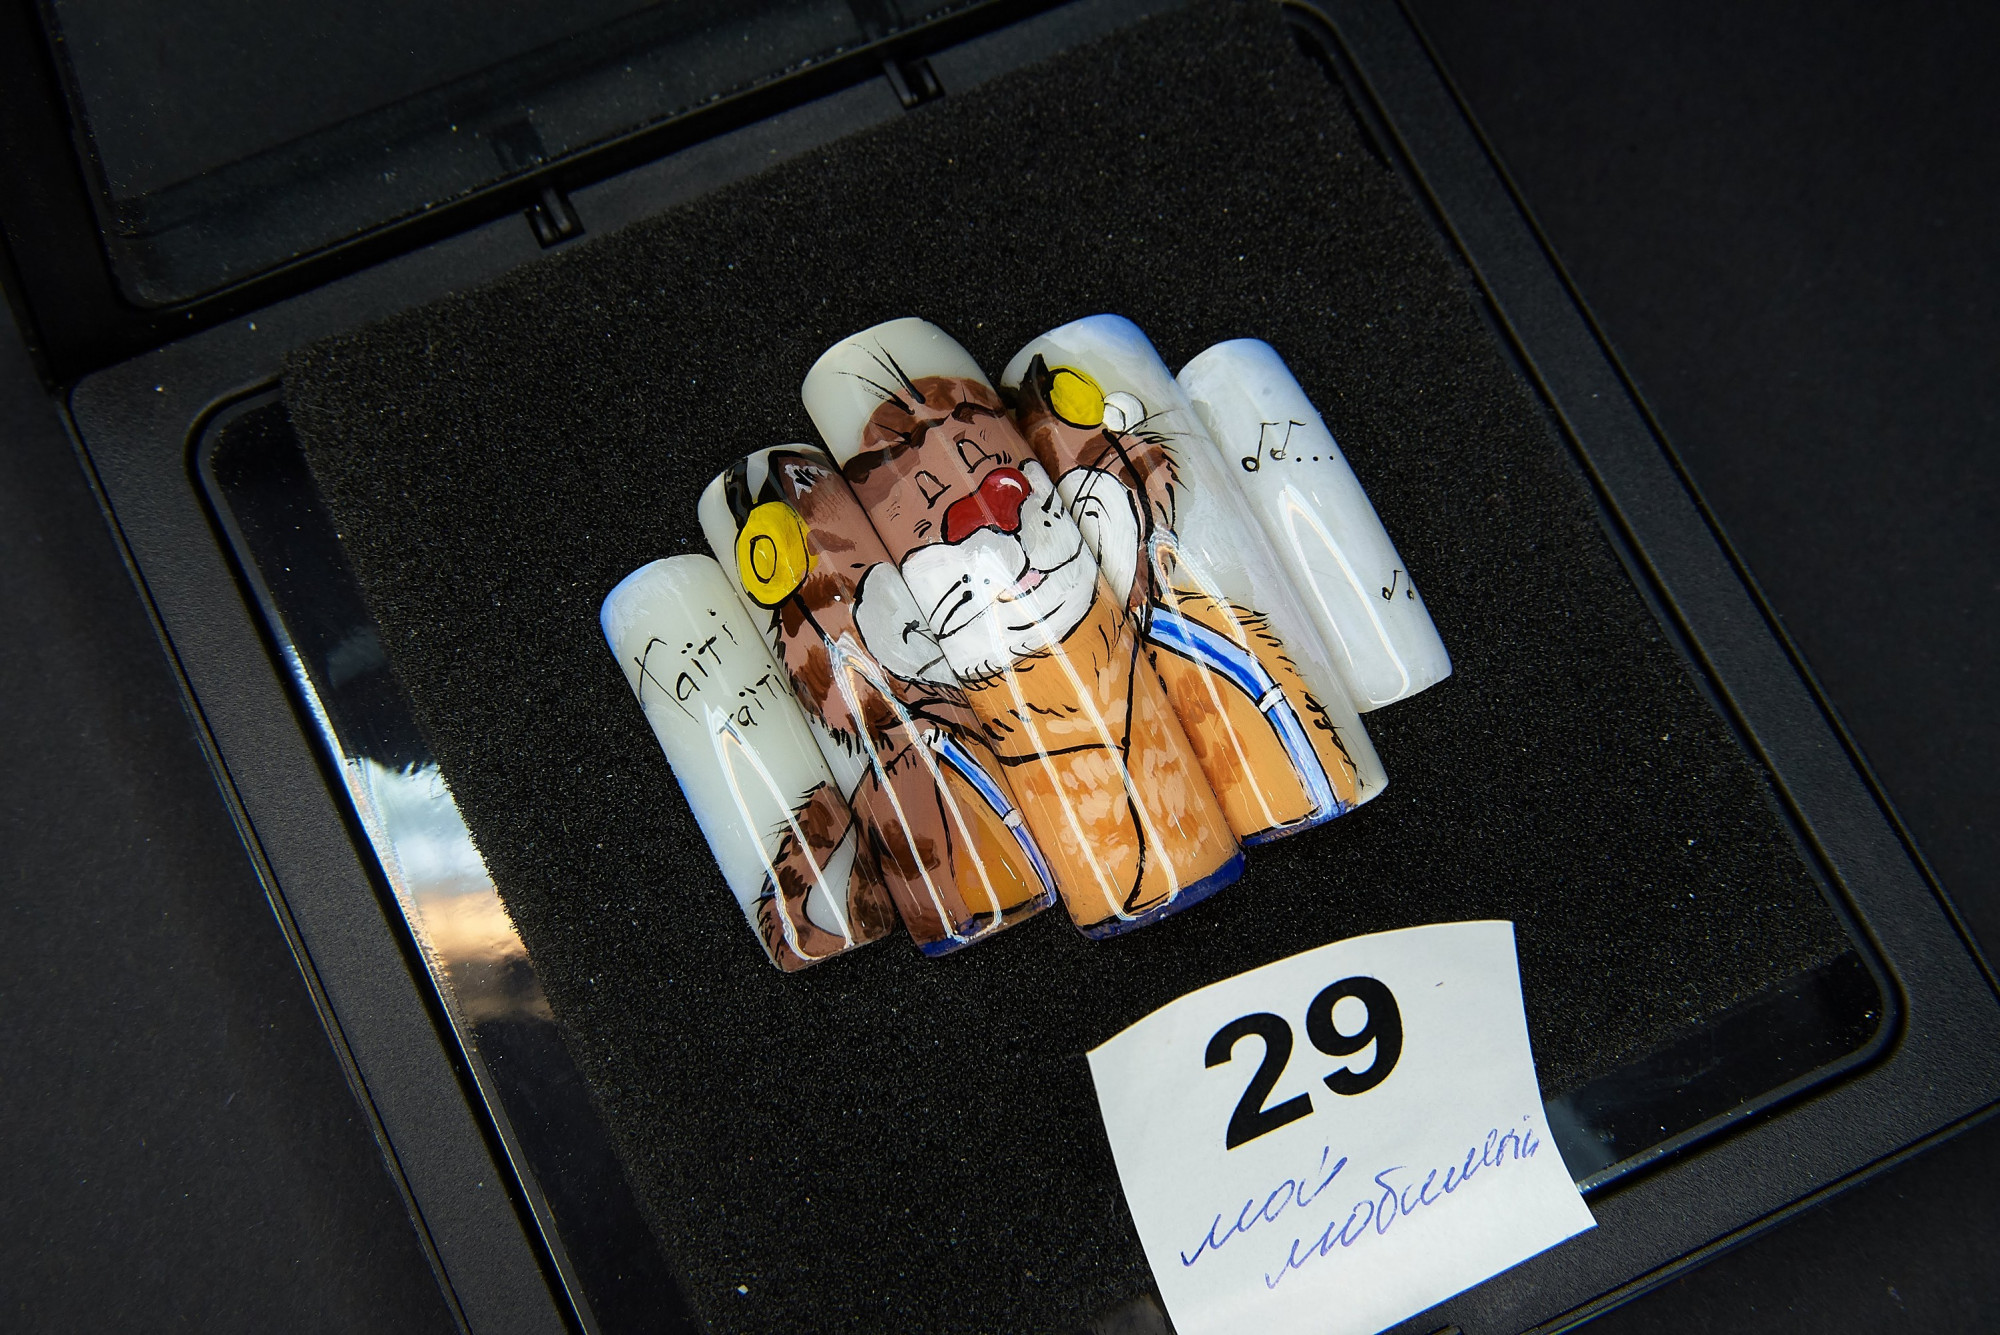 Таїті
таїті
29
мой
любимый